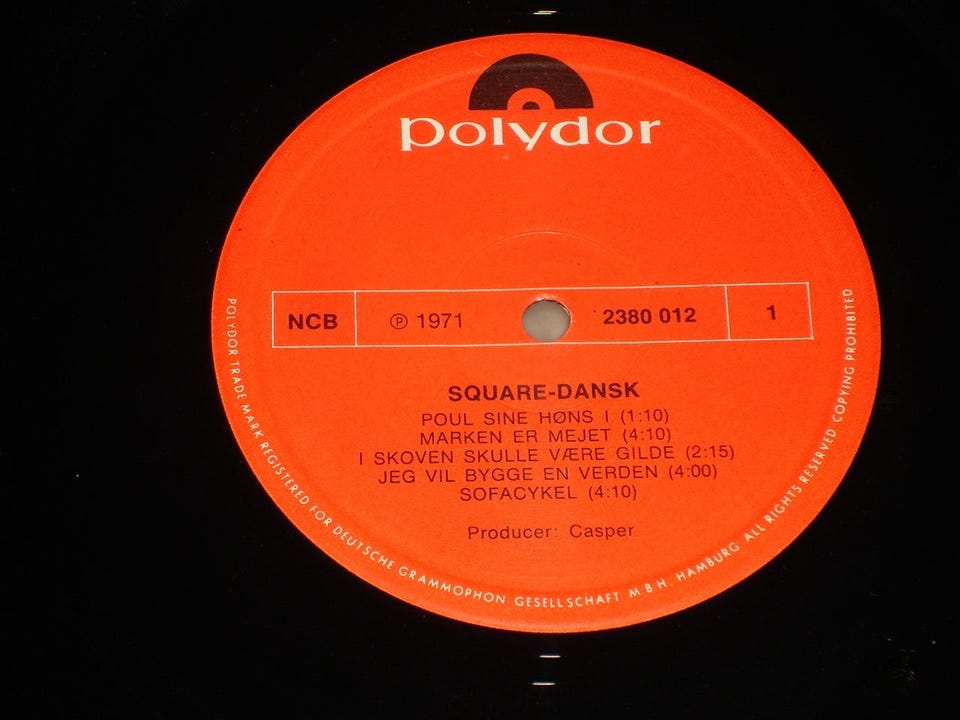 polydor
NCB ℗ 1971 2380 012 1
SQUARE-DANSK
POUL SINE HØNS I (1:10)
MARKEN ER MEJET (4:10)
I SKOVEN SKULLE VÆRE GILDE (2:15)
JEG VIL BYGGE EN VERDEN (4:00)
SOFACYKEL (4:10)
Producer: Casper
POLYDOR TRADE MARK REGISTERED FOR DEUTSCHE GRAMMOPHON GESELLSCHAFT M B H. HAMBURG ALL RIGHTS RESERVED COPYING PROHIBITED